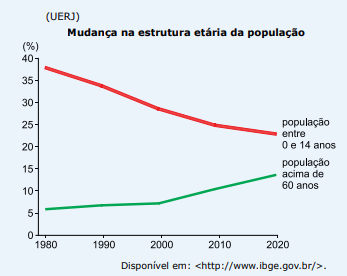 (UERJ)
Mudança na estrutura etária da população
(%)
40
35
30
25
20
15
10
5
0
população
entre
0 e 14 anos
população
acima de
60 anos
1980 1990 2000 2010 2020
Disponível em: <http://www.ibge.gov.br/>.